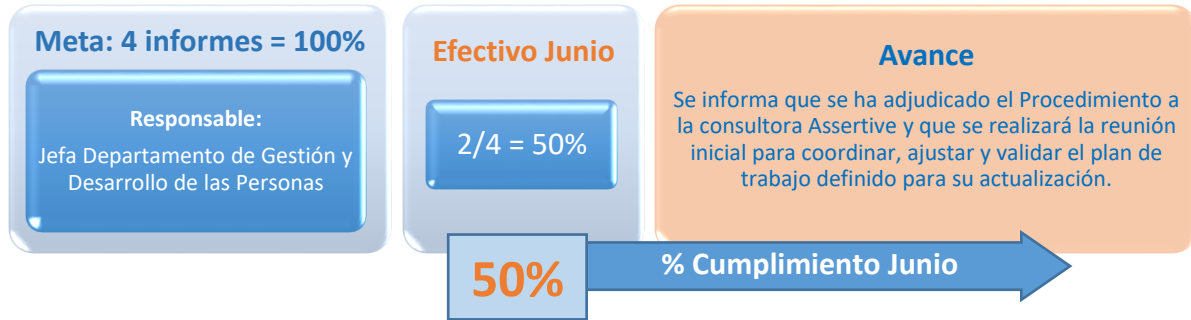 Meta: 4 informes = 100%
Responsable:
Jefa Departamento de Gestión y
Desarrollo de las Personas
Efectivo Junio
2/4 = 50%
Avance
Se informa que se ha adjudicado el Procedimiento a
la consultora Assertive y que se realizará la reunión
inicial para coordinar, ajustar y validar el plan de
trabajo definido para su actualización.
50%
% Cumplimiento Junio